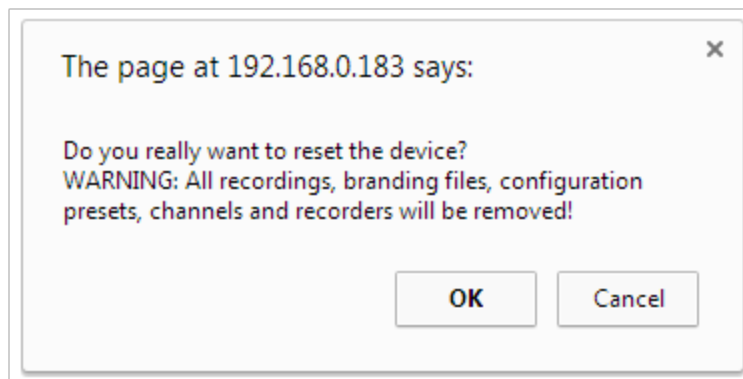 The page at 192.168.0.183 says:
Do you really want to reset the device?
WARNING: All recordings, branding files, configuration
presets, channels and recorders will be removed!
OK
Cancel